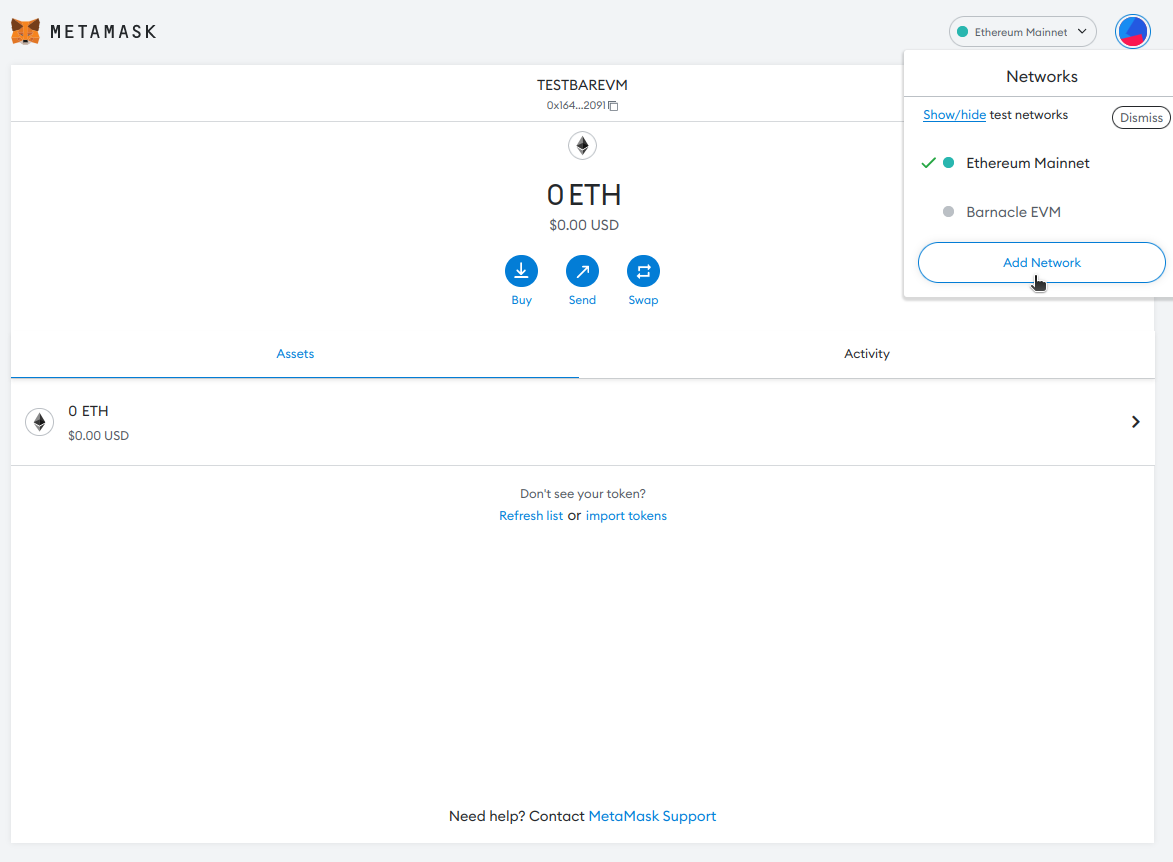 METAMASK
Ethereum Mainnet
Networks
Show/hide test networks
Dismiss
Ethereum Mainnet
Barnacle EVM
Add Network
TESTBAREVM
0x164...2091
0 ETH
$0.00 USD
Buy Send Swap
Assets Activity
0 ETH
$0.00 USD
Don't see your token?
Refresh list or import tokens
Need help? Contact MetaMask Support